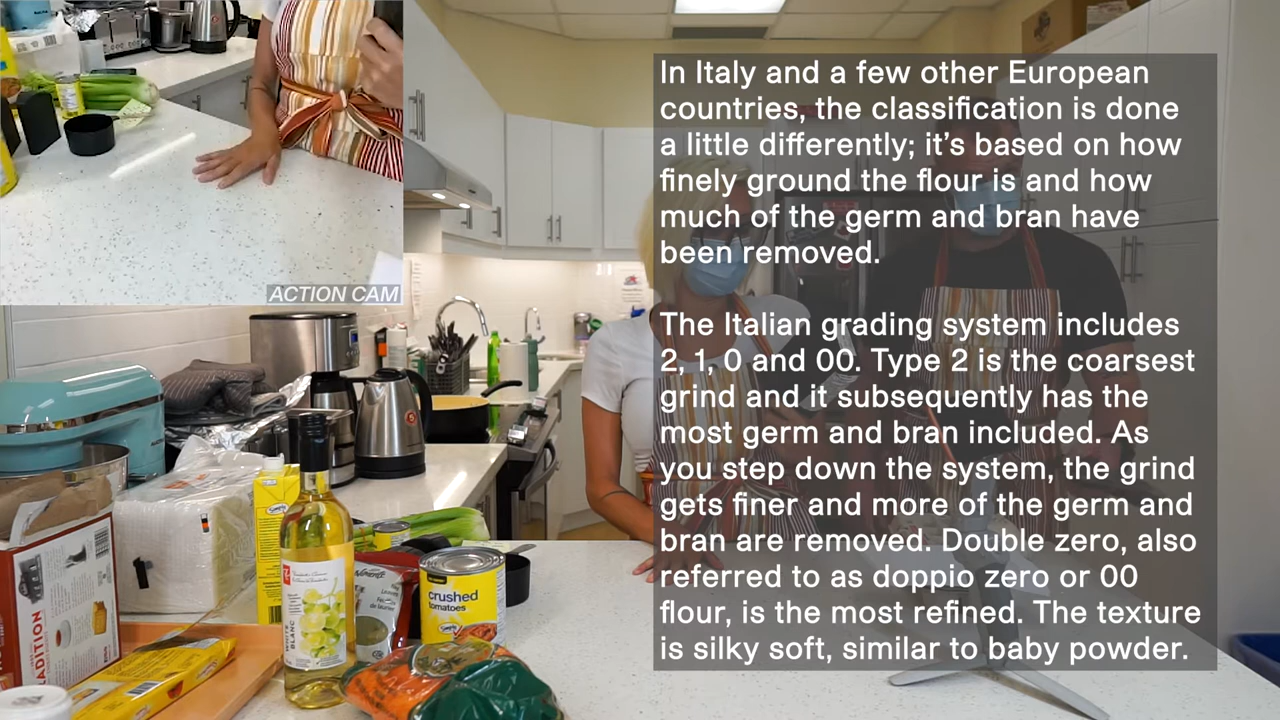 ACTION CAM
In Italy and a few other European
countries, the classification is done
a little differently; it’s based on how
finely ground the flour is and how
much of the germ and bran have
been removed.
The Italian grading system includes
2, 1, 0 and 00. Type 2 is the coarsest
grind and it subsequently has the
most germ and bran included. As
you step down the system, the grind
gets finer and more of the germ and
bran are removed. Double zero, also
referred to as doppio zero or 00
flour, is the most refined. The texture
is silky soft, similar to baby powder.
crushed
tomatoes
WHITE
BLANC
RADITION